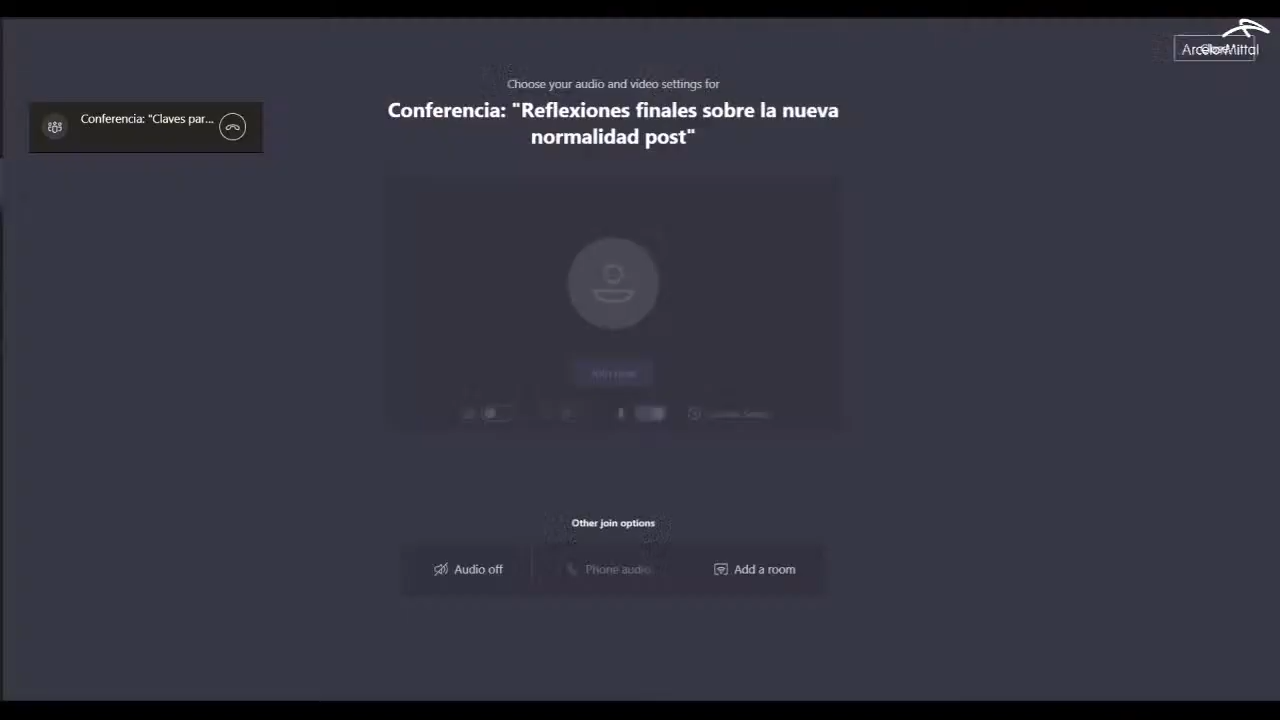 ArcelorMittal
Choose your audio and video settings for
Conferencia: "Reflexiones finales sobre la nueva
normalidad post"
Conferencia: "Claves par...
Other join options
Audio off
Phone audio
Add a room